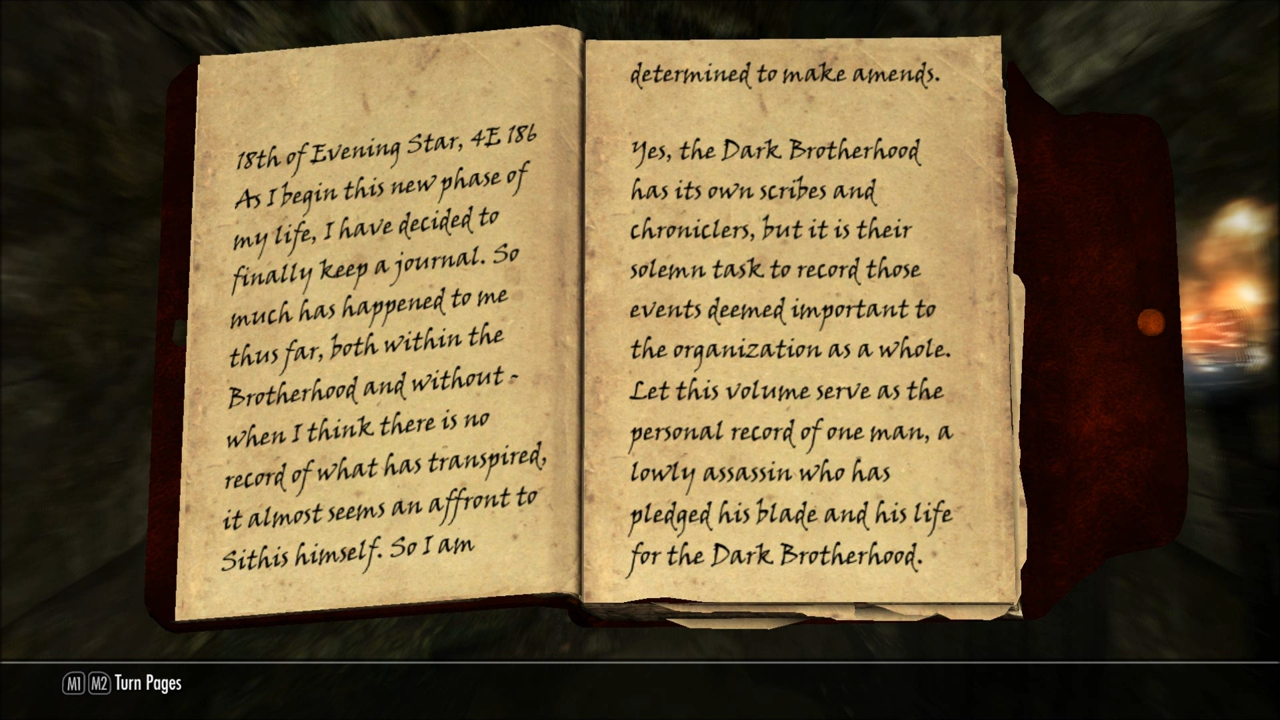 18th of Evening Star, 4E 186
As I begin this new phase of
my life, I have decided to
finally keep a journal. So
much has happened to me
thus far, both within the
Brotherhood and without -
when I think there is no
record of what has transpired,
it almost seems an affront to
Sithis himself. So I am
determined to make amends.
Yes, the Dark Brotherhood
has its own scribes and
chroniclers, but it is their
solemn task to record those
events deemed important to
the organization as a whole.
Let this volume serve as the
personal record of one man, a
lowly assassin who has
pledged his blade and his life
for the Dark Brotherhood.
M1 M2 Turn Pages